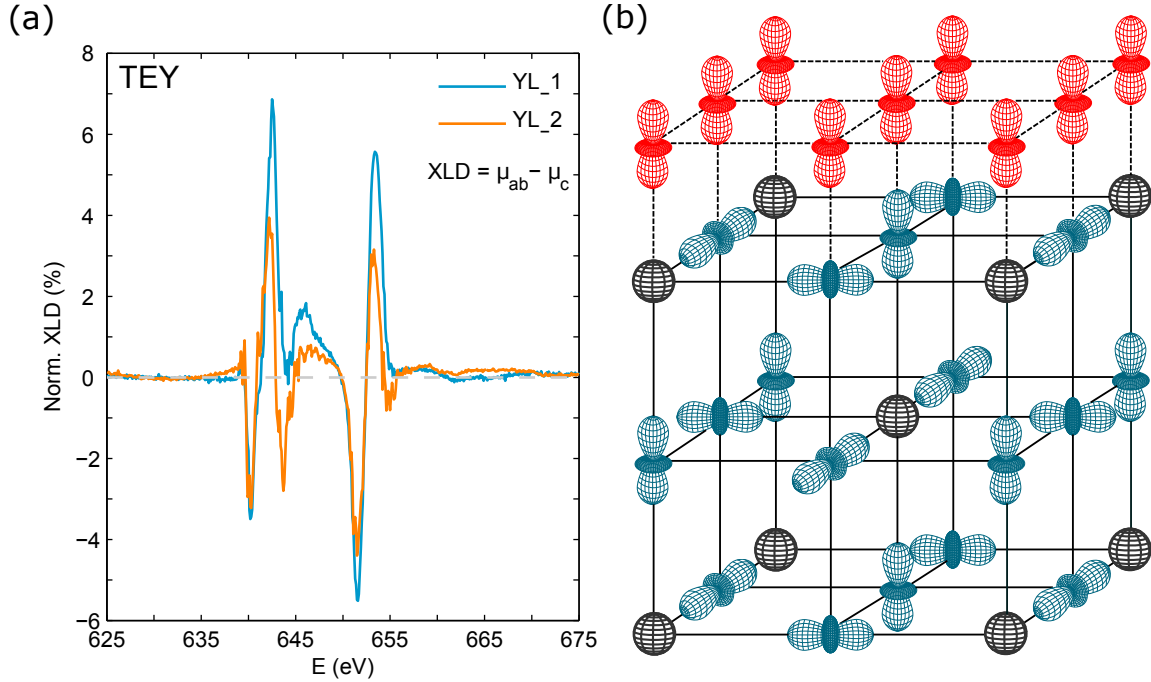 (a)
(b)
TEY
YL_1
YL_2
XLD = μab− μc
Norm. XLD (%)
8
6
4
2
0
−2
−4
−6
625
635
645
655
665
675
E (eV)